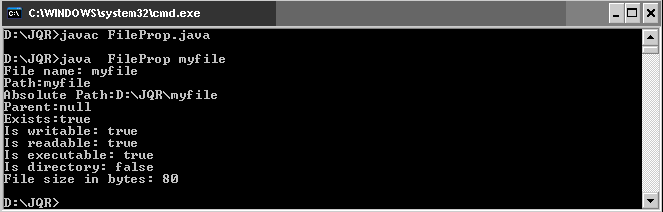 C:\WINDOWS\system32\cmd.exe
D:\JQR>javac FileProp.java
D:\JQR>java  FileProp myfile
File name: myfile
Path:myfile
Absolute Path:D:\JQR\myfile
Parent:null
Exists:true
Is writable: true
Is readable: true
Is executable: true
Is directory: false
File size in bytes: 80
D:\JQR>